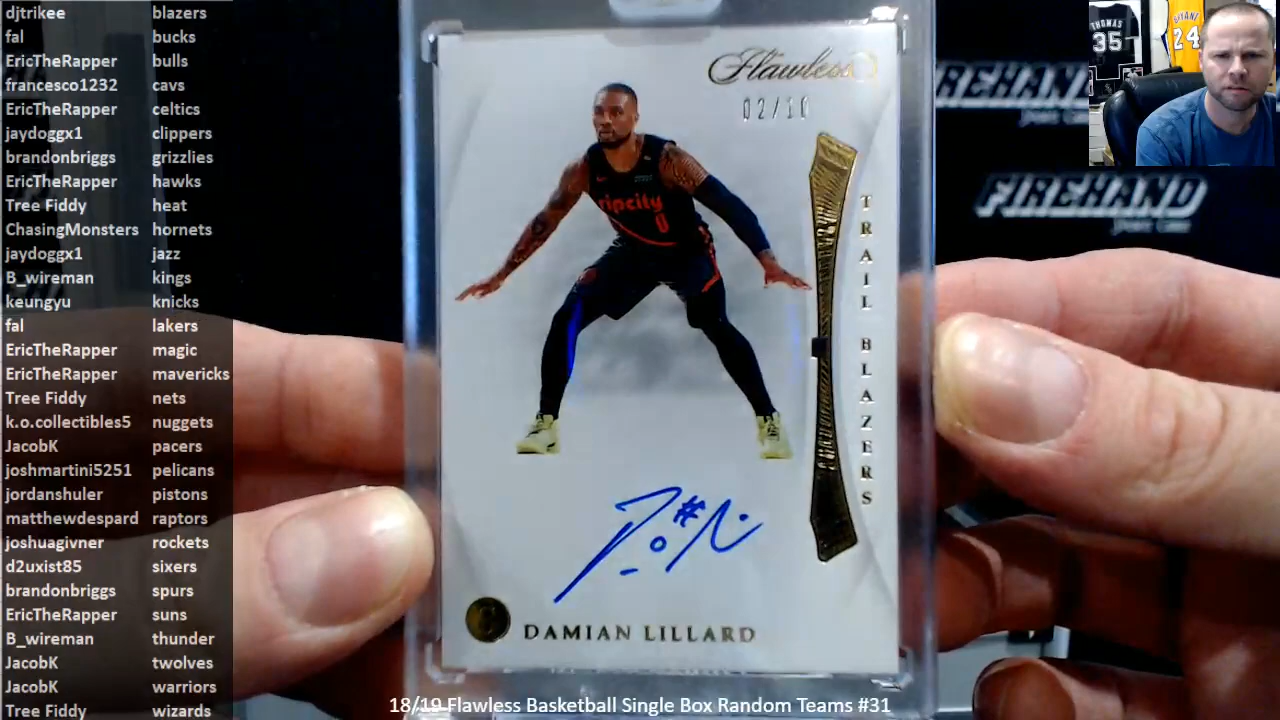 djtrikee blazers
fal bucks
EricTheRapper bulls
francesco1232 cavs
EricTheRapper celtics
jaydoggx1 clippers
brandonbriggs grizzlies
EricTheRapper hawks
Tree Fiddy heat
ChasingMonsters hornets
jaydoggx1 jazz
B_wireman kings
keungyu knicks
fal lakers
EricTheRapper magic
EricTheRapper mavericks
Tree Fiddy nets
k.o.collectibles5 nuggets
JacobK pacers
joshmartini5251 pelicans
jordanshuler pistons
matthewdespard raptors
joshuagivner rockets
d2uxist85 sixers
brandonbriggs spurs
EricTheRapper suns
B_wireman thunder
JacobK twolves
JacobK warriors
Tree Fiddy wizards
Flawless
02/10
ripcity
0
TRAIL BLAZERS
DAMIAN LILLARD
THOMAS
35
BRYANT
24
FIREHAND
FIREHAND
18/19 Flawless Basketball Single Box Random Teams #31